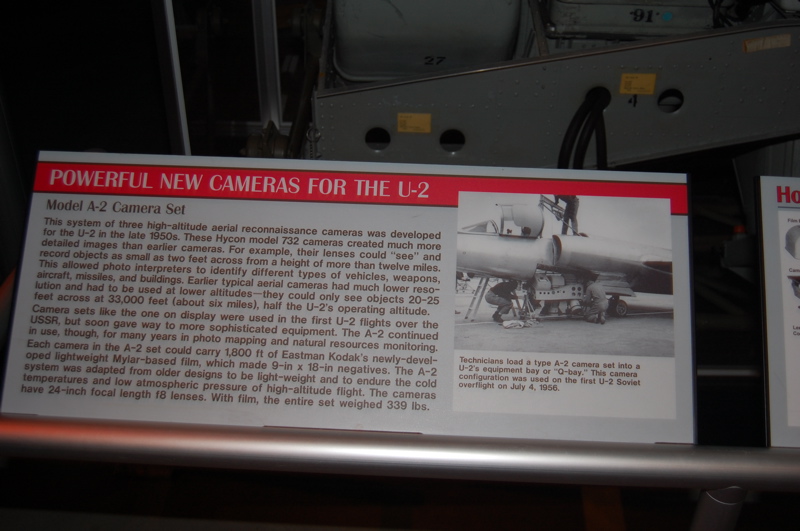 27
91
4
POWERFUL NEW CAMERAS FOR THE U-2
Model A-2 Camera Set
This system of three high-altitude aerial reconnaissance cameras was developed
for the U-2 in the late 1950s. These Hycon model 732 cameras created much more
detailed images than earlier cameras. For example, their lenses could "see" and
record objects as small as two feet across from a height of more than twelve miles.
This allowed photo interpreters to identify different types of vehicles, weapons,
aircraft, missiles, and buildings. Earlier typical aerial cameras had much lower reso-
lution and had to be used at lower altitudes—they could only see objects 20-25
feet across at 33,000 feet (about six miles), half the U-2's operating altitude.
Camera sets like the one on display were used in the first U-2 flights over the
USSR, but soon gave way to more sophisticated equipment. The A-2 continued
in use, though, for many years in photo mapping and natural resources monitoring.
Each camera in the A-2 set could carry 1,800 ft of Eastman Kodak's newly-devel-
oped lightweight Mylar-based film, which made 9-in x 18-in negatives. The A-2
system was adapted from older designs to be light-weight and to endure the cold
temperatures and low atmospheric pressure of high-altitude flight. The cameras
have 24-inch focal length f8 lenses. With film, the entire set weighed 339 lbs.
Technicians load a type A-2 camera set into a
U-2's equipment bay or "Q-bay." This camera
configuration was used on the first U-2 Soviet
overflight on July 4, 1956.
Ho